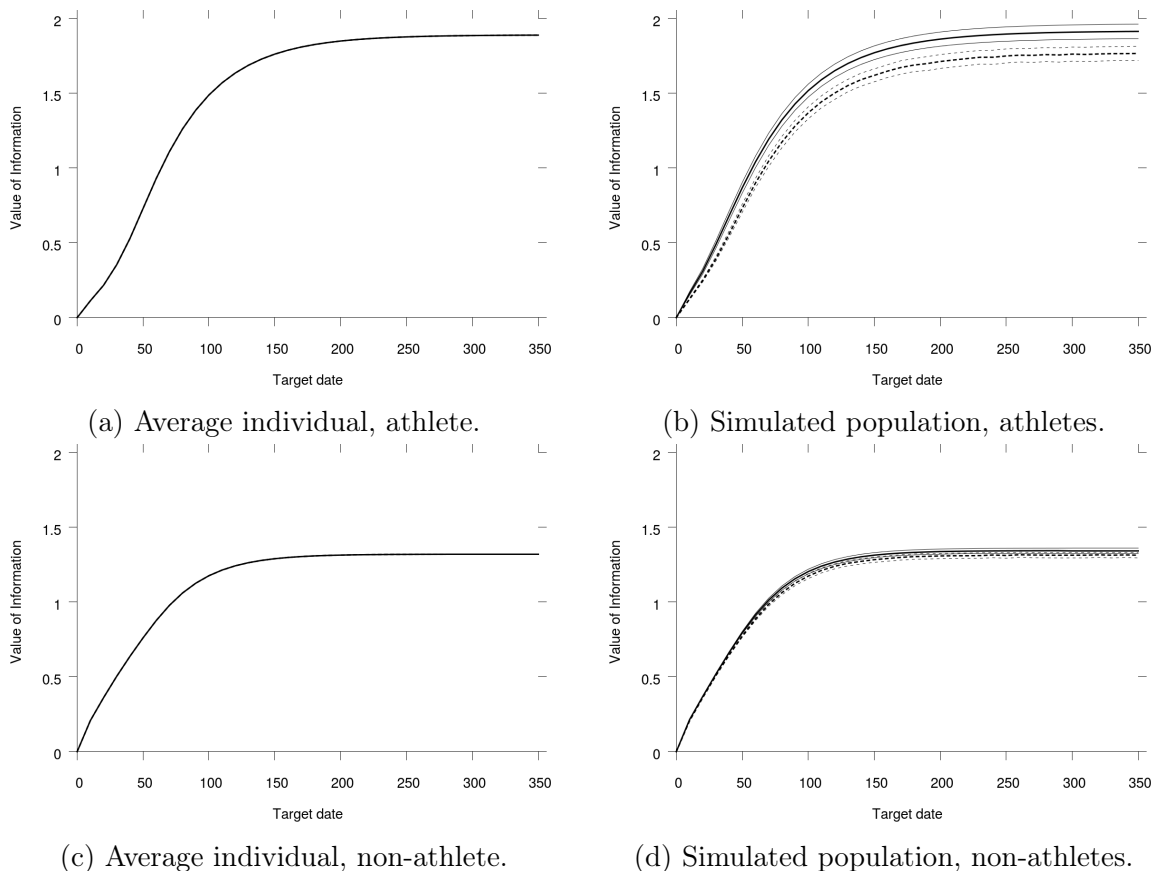 2
1.5
1
0.5
0
Value of Information
0 50 100 150 200 250 300 350
Target date
(a) Average individual, athlete.
2
1.5
1
0.5
0
Value of Information
0 50 100 150 200 250 300 350
Target date
(b) Simulated population, athletes.
2
1.5
1
0.5
0
Value of Information
0 50 100 150 200 250 300 350
Target date
(c) Average individual, non-athlete.
2
1.5
1
0.5
0
Value of Information
0 50 100 150 200 250 300 350
Target date
(d) Simulated population, non-athletes.